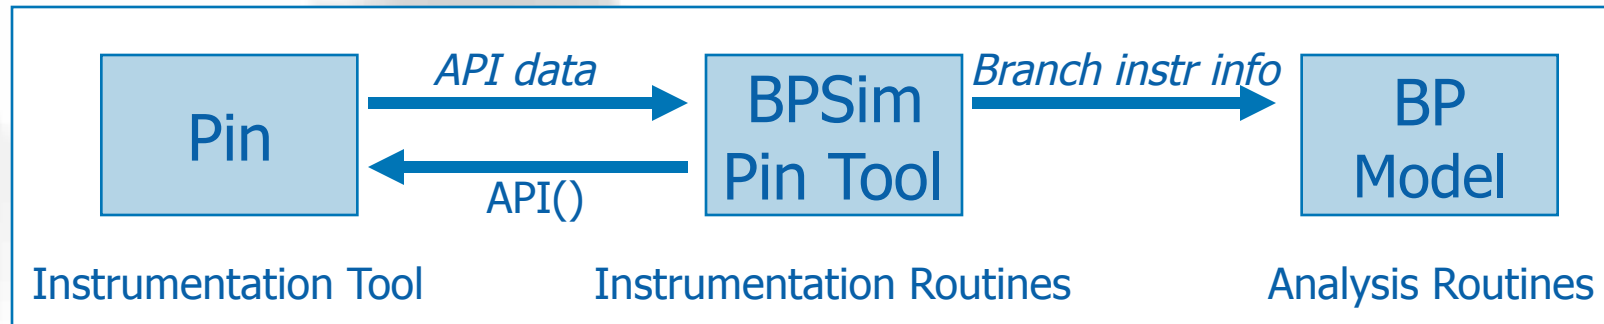 API data
Branch instr info
Pin
BPSim
Pin Tool
BP
Model
API()
Instrumentation Tool
Instrumentation Routines
Analysis Routines